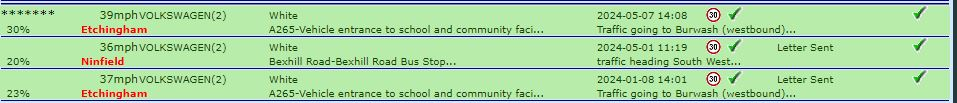 ******* 39mph VOLKSWAGEN(2) White 2024-05-07 14:08 30
30% Etchingham A265-Vehicle entrance to school and community faci... Traffic going to Burwash (westbound)...
36mph VOLKSWAGEN(2) White 2024-05-01 11:19 30 Letter Sent
20% Ninfield Bexhill Road-Bexhill Road Bus Stop... traffic heading South West...
37mph VOLKSWAGEN(2) White 2024-01-08 14:01 30 Letter Sent
23% Etchingham A265-Vehicle entrance to school and community faci... Traffic going to Burwash (westbound)...